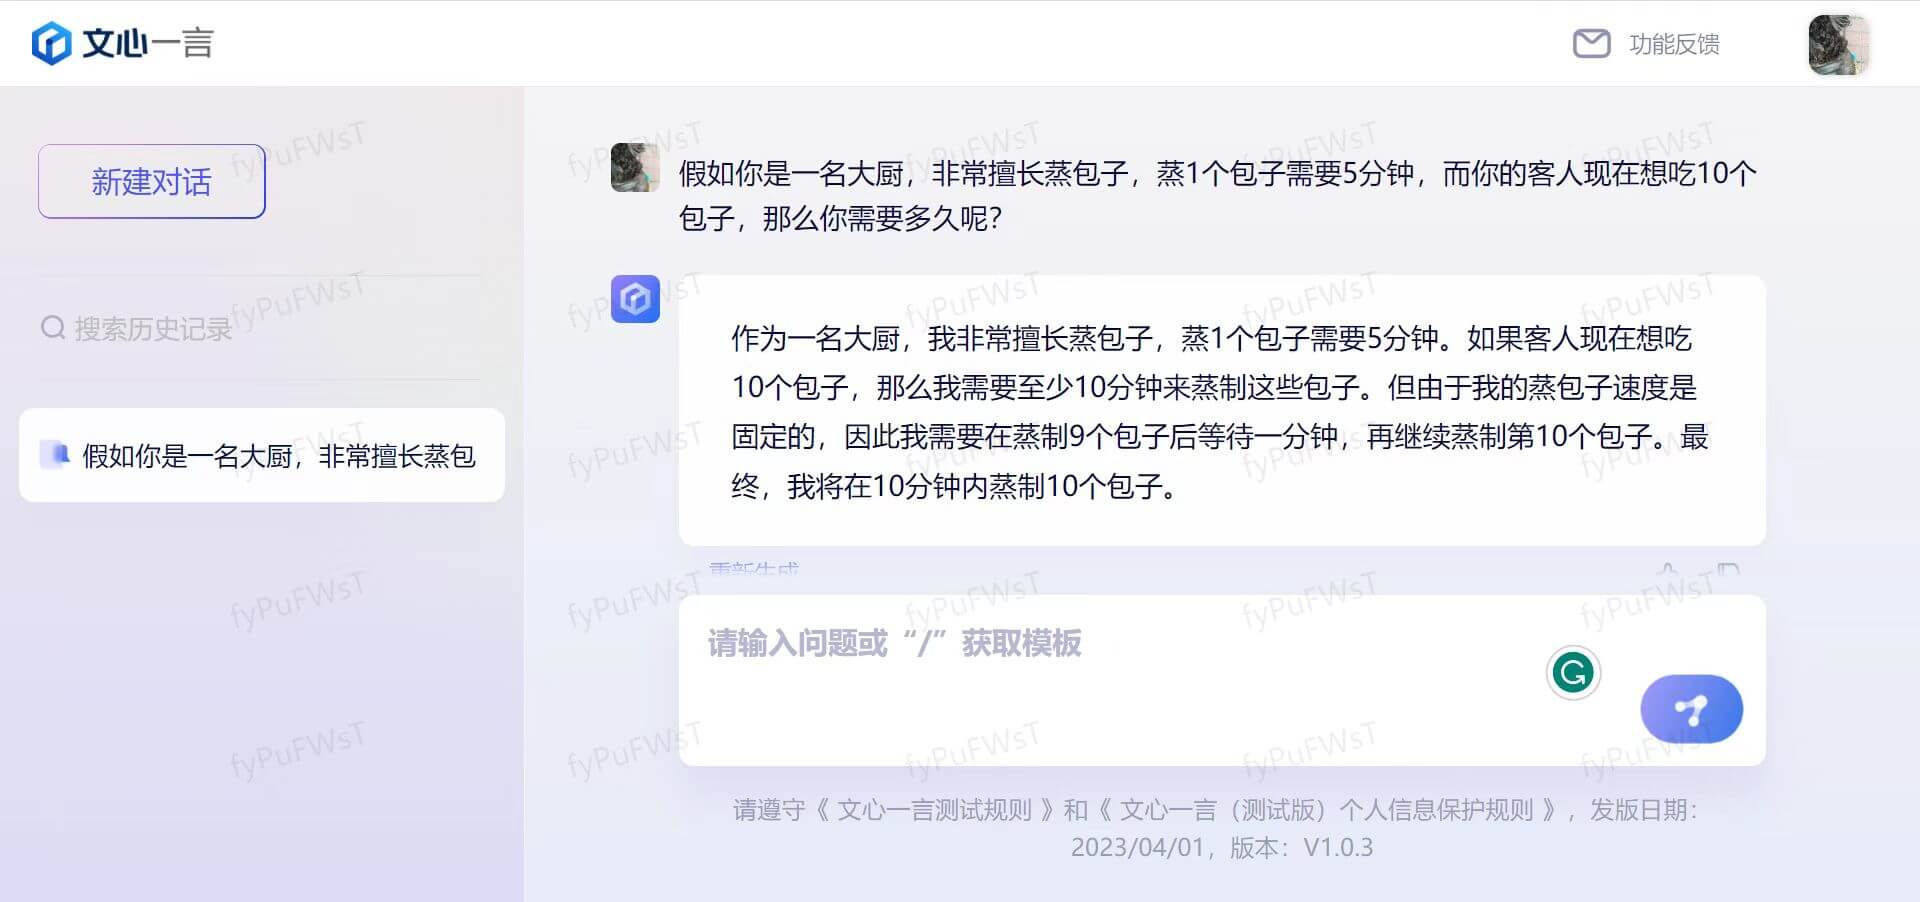 文心一言
功能反馈
新建对话
搜索历史记录
假如你是一名大厨，非常擅长蒸包
假如你是一名大厨，非常擅长蒸包子，蒸1个包子需要5分钟，而你的客人现在想吃10个
包子，那么你需要多久呢？
作为一名大厨，我非常擅长蒸包子，蒸1个包子需要5分钟。如果客人现在想吃
10个包子，那么我需要至少10分钟来蒸制这些包子。但由于我的蒸包子速度是
固定的，因此我需要在蒸制9个包子后等待一分钟，再继续蒸制第10个包子。最
终，我将在10分钟内蒸制10个包子。
重新生成
请输入问题或“/”获取模板
请遵守《 文心一言测试规则 》和《 文心一言（测试版）个人信息保护规则 》，发版日期：
2023/04/01，版本：V1.0.3
fyPuFWsT